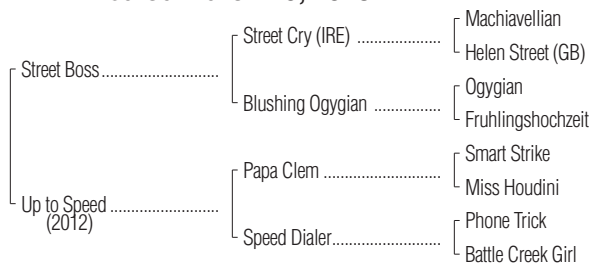 Machiavellian
Street Cry (IRE) ..................
Helen Street (GB)
Street Boss.........................
Ogygian
Blushing Ogygian ...............
Fruhlingshochzeit
Smart Strike
Papa Clem .........................
Miss Houdini
Up to Speed.......................
(2012)
Phone Trick
Speed Dialer.......................
Battle Creek Girl